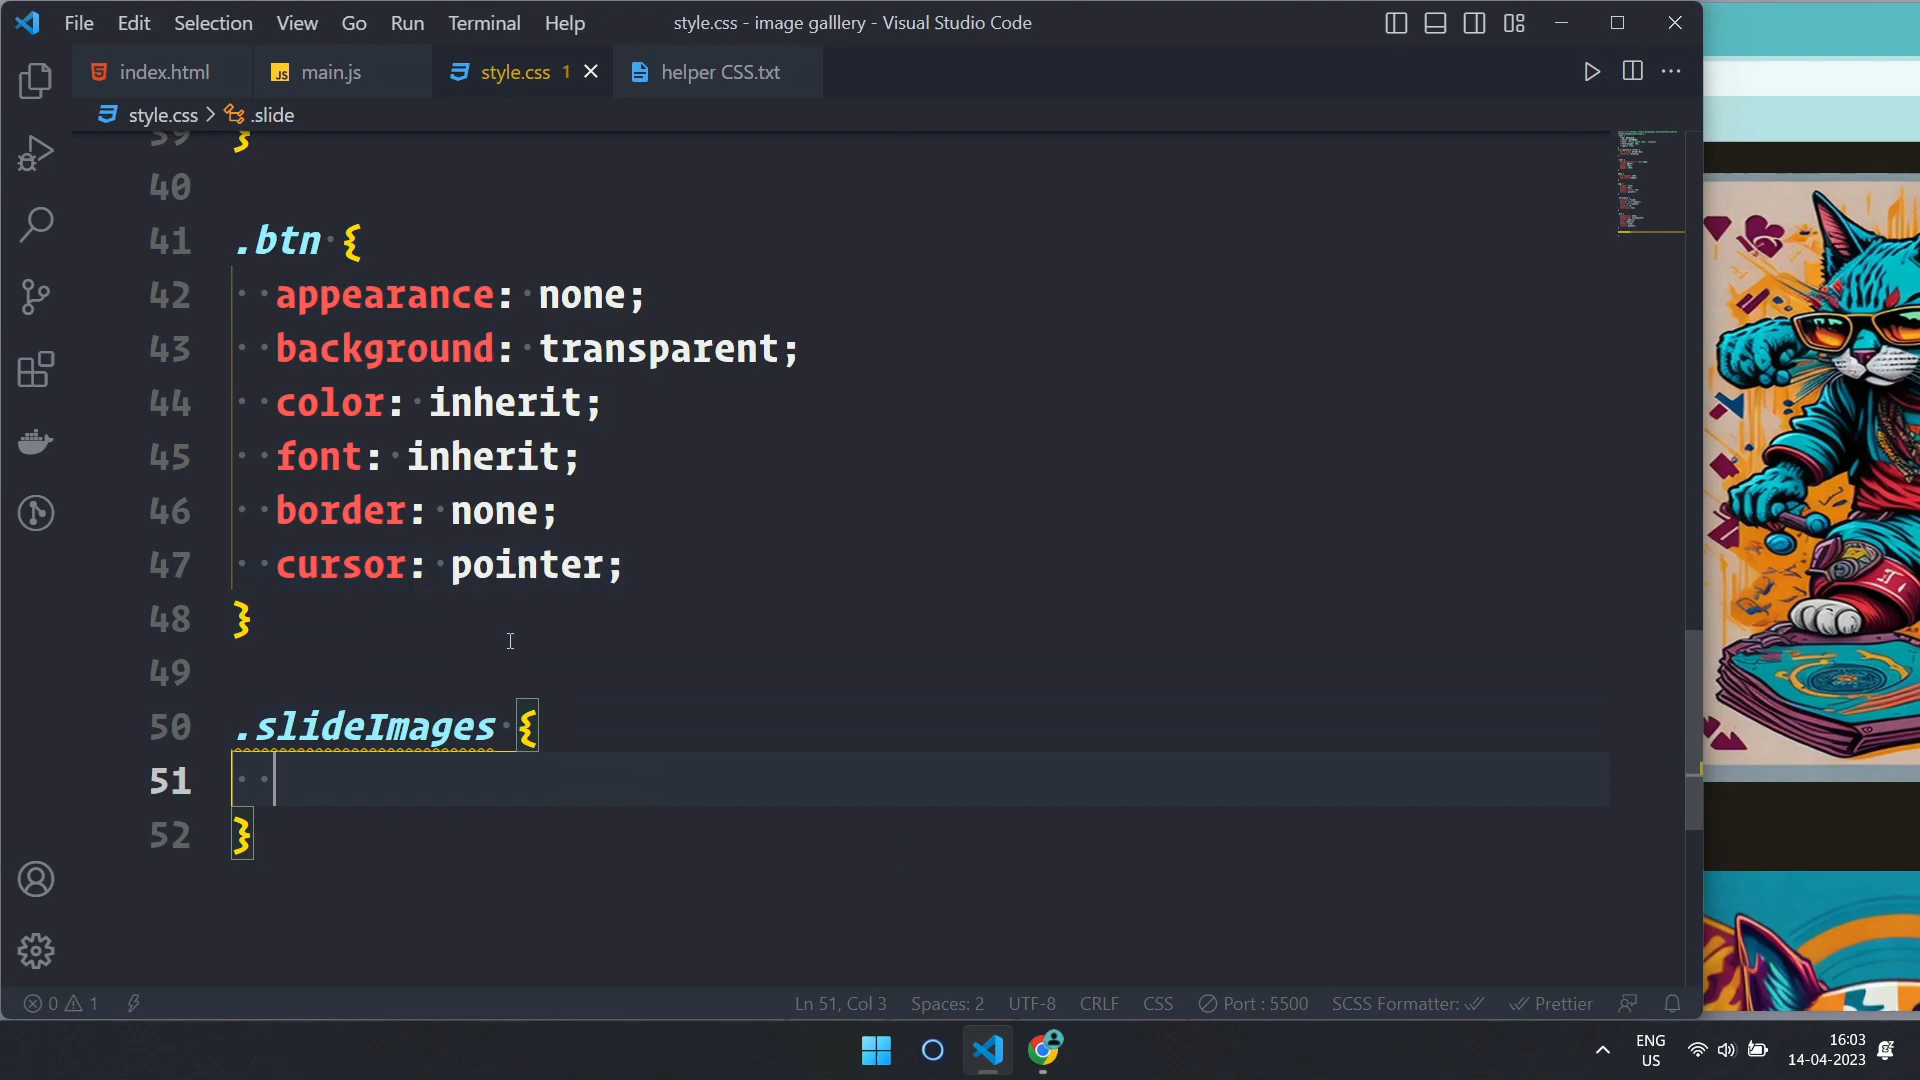 File Edit Selection View Go Run Terminal Help
style.css - image galllery - Visual Studio Code
index.html
JS main.js
style.css 1
helper CSS.txt
style.css > .slide
39 }
40
41 .btn {
42 appearance: none;
43 background: transparent;
44 color: inherit;
45 font: inherit;
46 border: none;
47 cursor: pointer;
48 }
49
50 .slideImages {
51
52 }
0 1
Ln 51, Col 3 Spaces: 2 UTF-8 CRLF CSS Port : 5500 SCSS Formatter: Prettier
ENG
US
16:03
14-04-2023